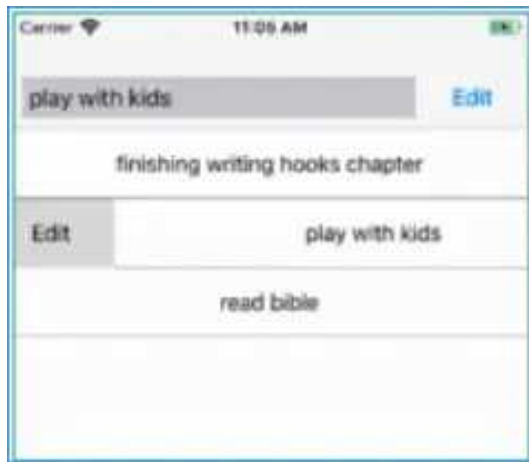 Carrier 11:05 AM
play with kids Edit
finishing writing hooks chapter
Edit play with kids
read bible